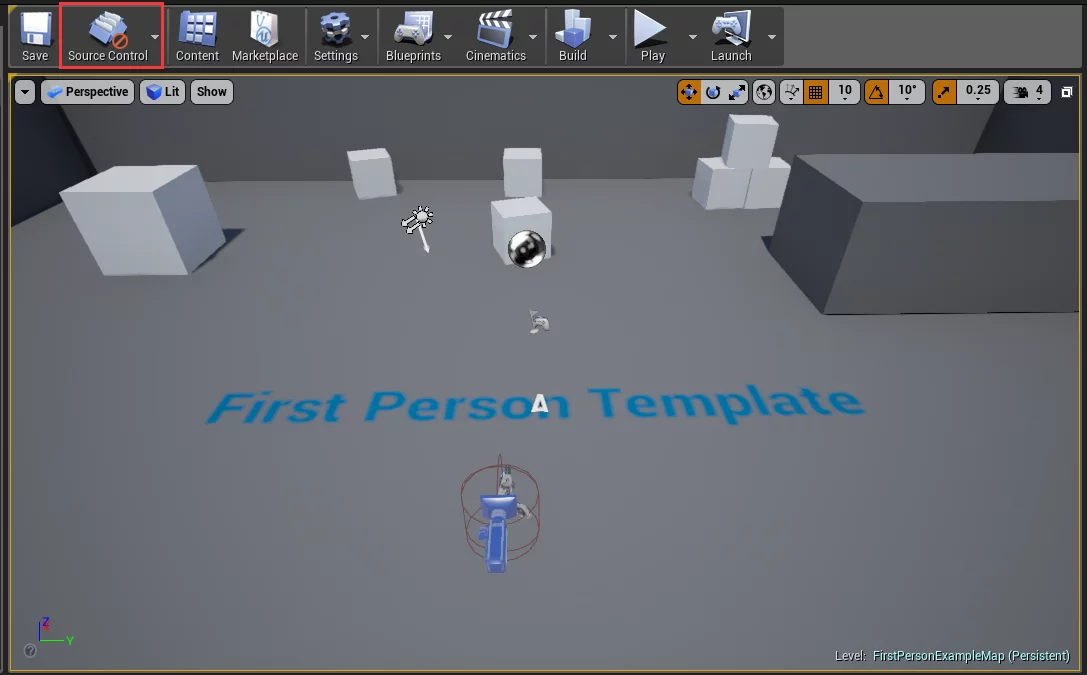 Save Source Control Content Marketplace Settings Blueprints Cinematics Build Play Launch
Perspective Lit Show 10 10° 0.25 4
First Person Template
Z
Y
?
Level: FirstPersonExampleMap (Persistent)